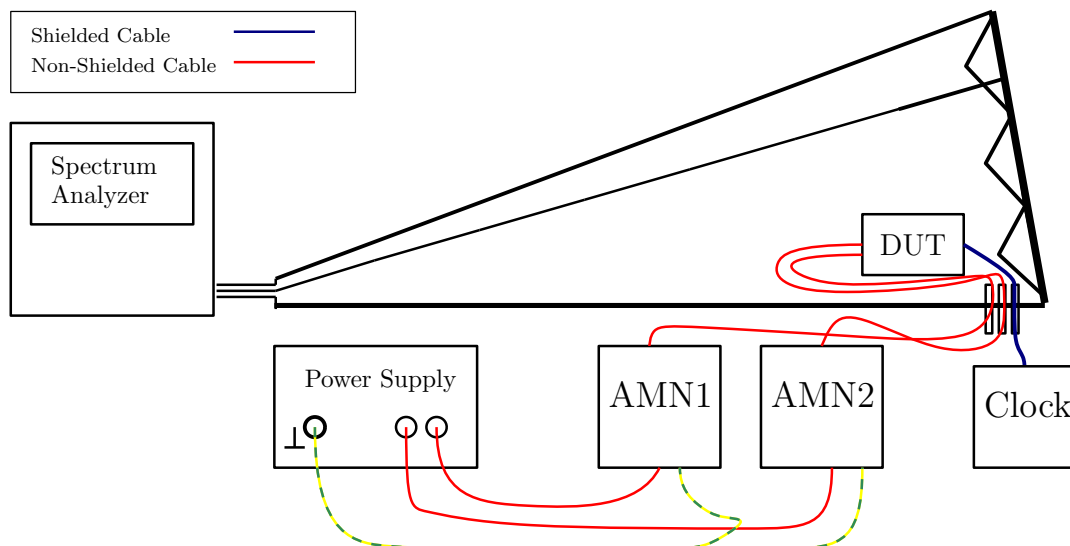 Shielded Cable
Non-Shielded Cable
Spectrum
Analyzer
DUT
Power Supply
AMN1
AMN2
Clock